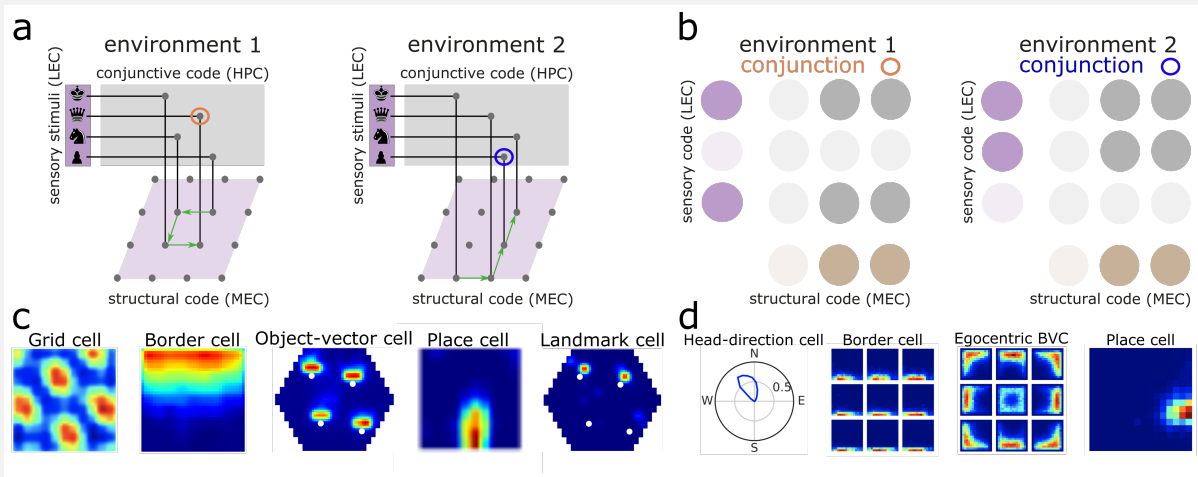 a
environment 1
environment 2
conjunctive code (HPC)
conjunctive code (HPC)
sensory stimuli (LEC)
sensory stimuli (LEC)
structural code (MEC)
structural code (MEC)
b
environment 1
conjunction
environment 2
conjunction
sensory code (LEC)
sensory code (LEC)
structural code (MEC)
structural code (MEC)
c
Grid cell
Border cell
Object-vector cell
Place cell
Landmark cell
d
Head-direction cell
N
0.5
W
E
S
Border cell
Egocentric BVC
Place cell